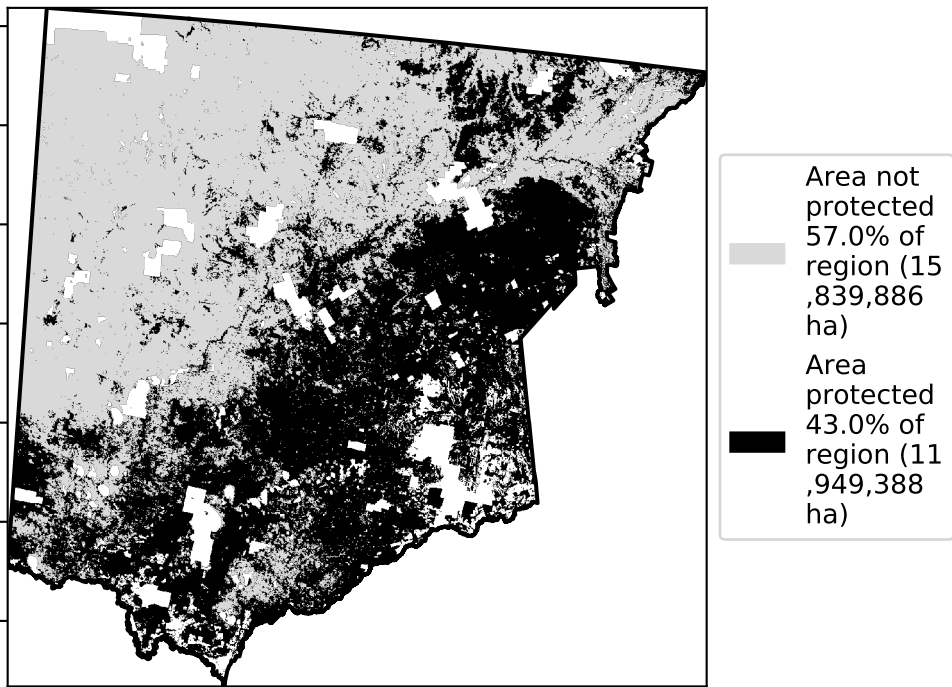 Area not
protected
57.0% of
region (15
,839,886
ha)
Area
protected
43.0% of
region (11
,949,388
ha)